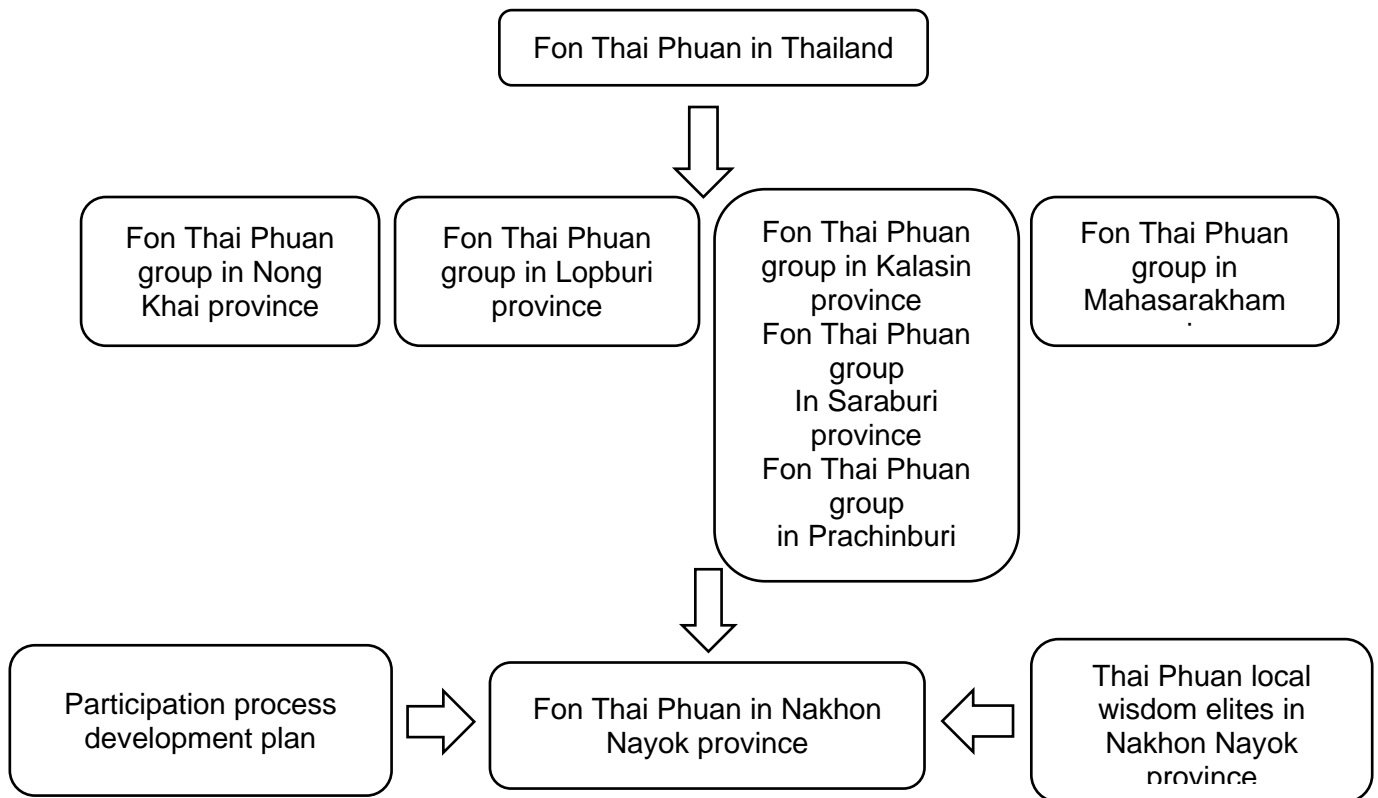 Fon Thai Phuan in Thailand
Fon Thai Phuan
group in Nong
Khai province
Fon Thai Phuan
group in Lopburi
province
Fon Thai Phuan
group in Kalasin
province
Fon Thai Phuan
group
In Saraburi
province
Fon Thai Phuan
group
in Prachinburi
Fon Thai Phuan
group in
Mahasarakham
Participation process
development plan
Fon Thai Phuan in Nakhon
Nayok province
Thai Phuan local
wisdom elites in
Nakhon Nayok
province